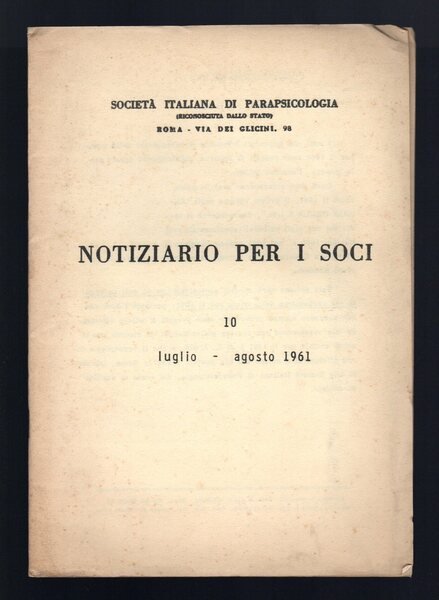 SOCIETÀ ITALIANA DI PARAPSICOLOGIA
(RICONOSCIUTA DALLO STATO)
ROMA - VIA DEI GLICINI, 98
NOTIZIARIO PER I SOCI
10
luglio - agosto 1961